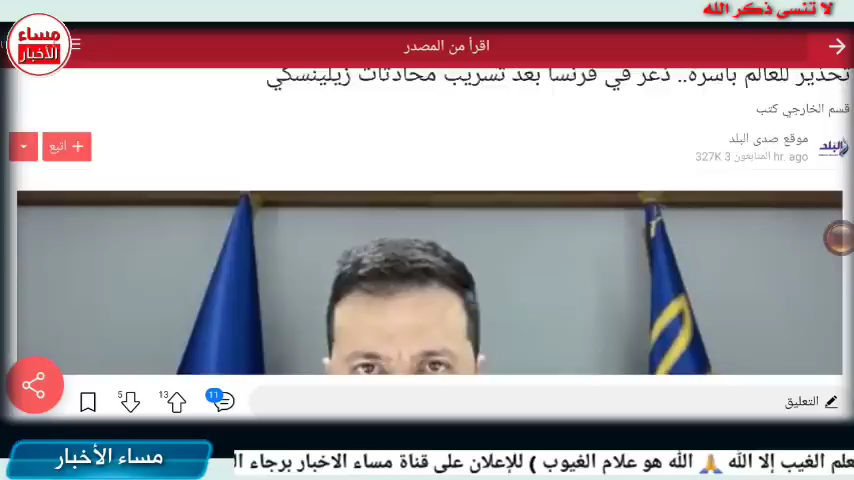 لا تنسى ذكر الله
مساء
الأخبار
اقرأ من المصدر
تحذير للعالم بأسره.. ذعر في فرنسا بعد تسريب محادثات زيلينسكي
قسم الخارجي كتب
موقع صدى البلد
327K المتابعون 3 hr. ago
البلد
+ اتبع
5
13
11
التعليق
مساء الأخبار
علم الغيب إلا الله 🙏 الله هو علام الغيوب ) للإعلان على قناة مساء الاخبار برجاء ال